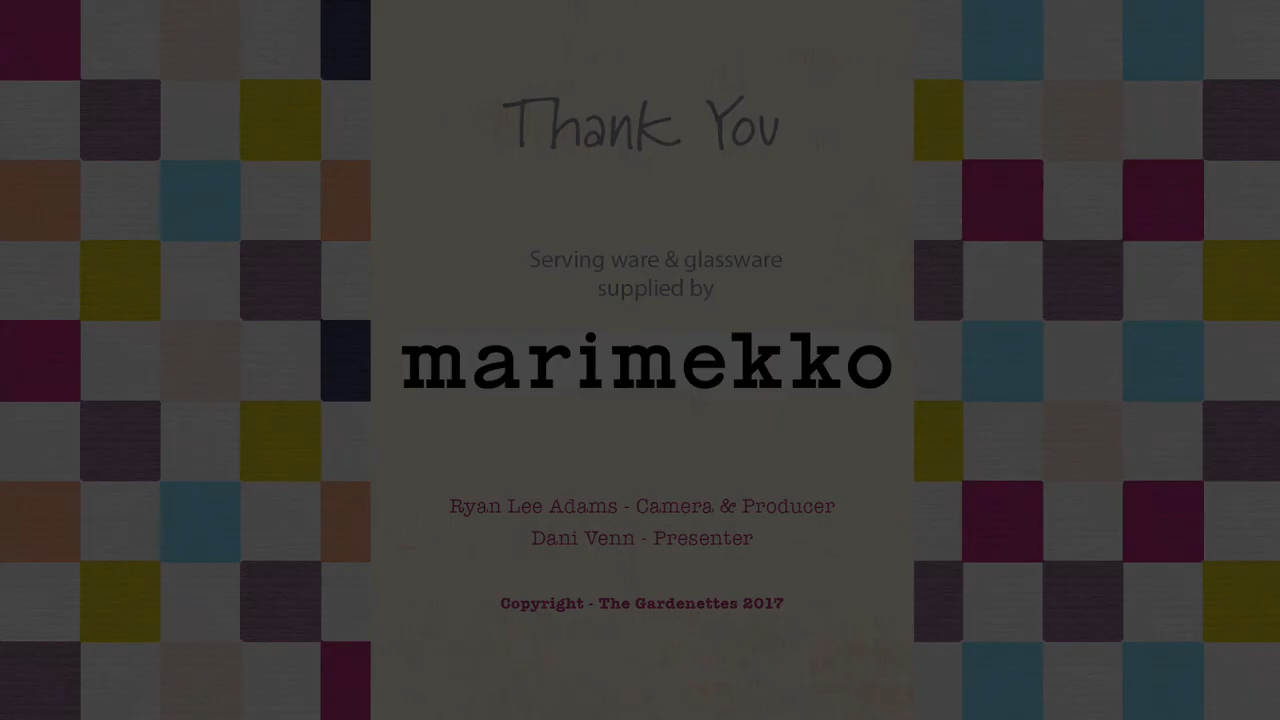 Thank You
Serving ware & glassware
supplied by
marimekko
Ryan Lee Adams - Camera & Producer
Dani Venn - Presenter
Copyright - The Gardenettes 2017